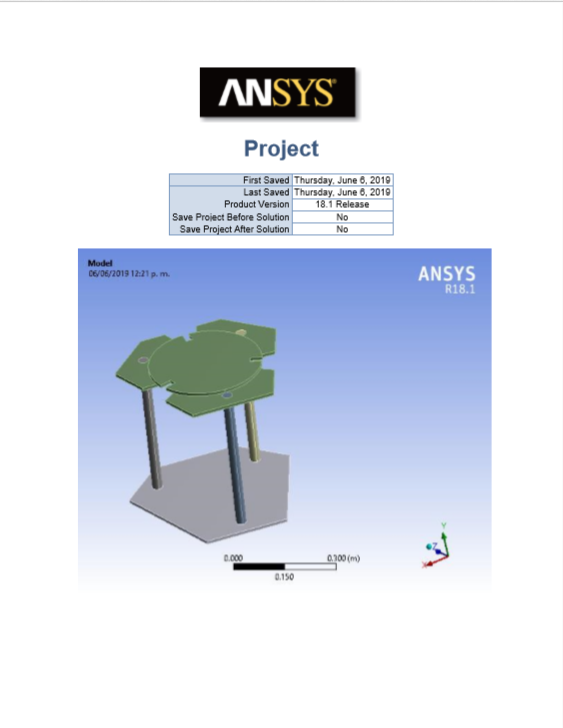 ANSYS
Project
First Saved Thursday, June 6, 2019
Last Saved Thursday, June 6, 2019
Product Version 18.1 Release
Save Project Before Solution No
Save Project After Solution No
Model
06/06/2019 12:21 p. m.
ANSYS
R18.1
0.000 0.300 (m)
0.150
Y
Z
X